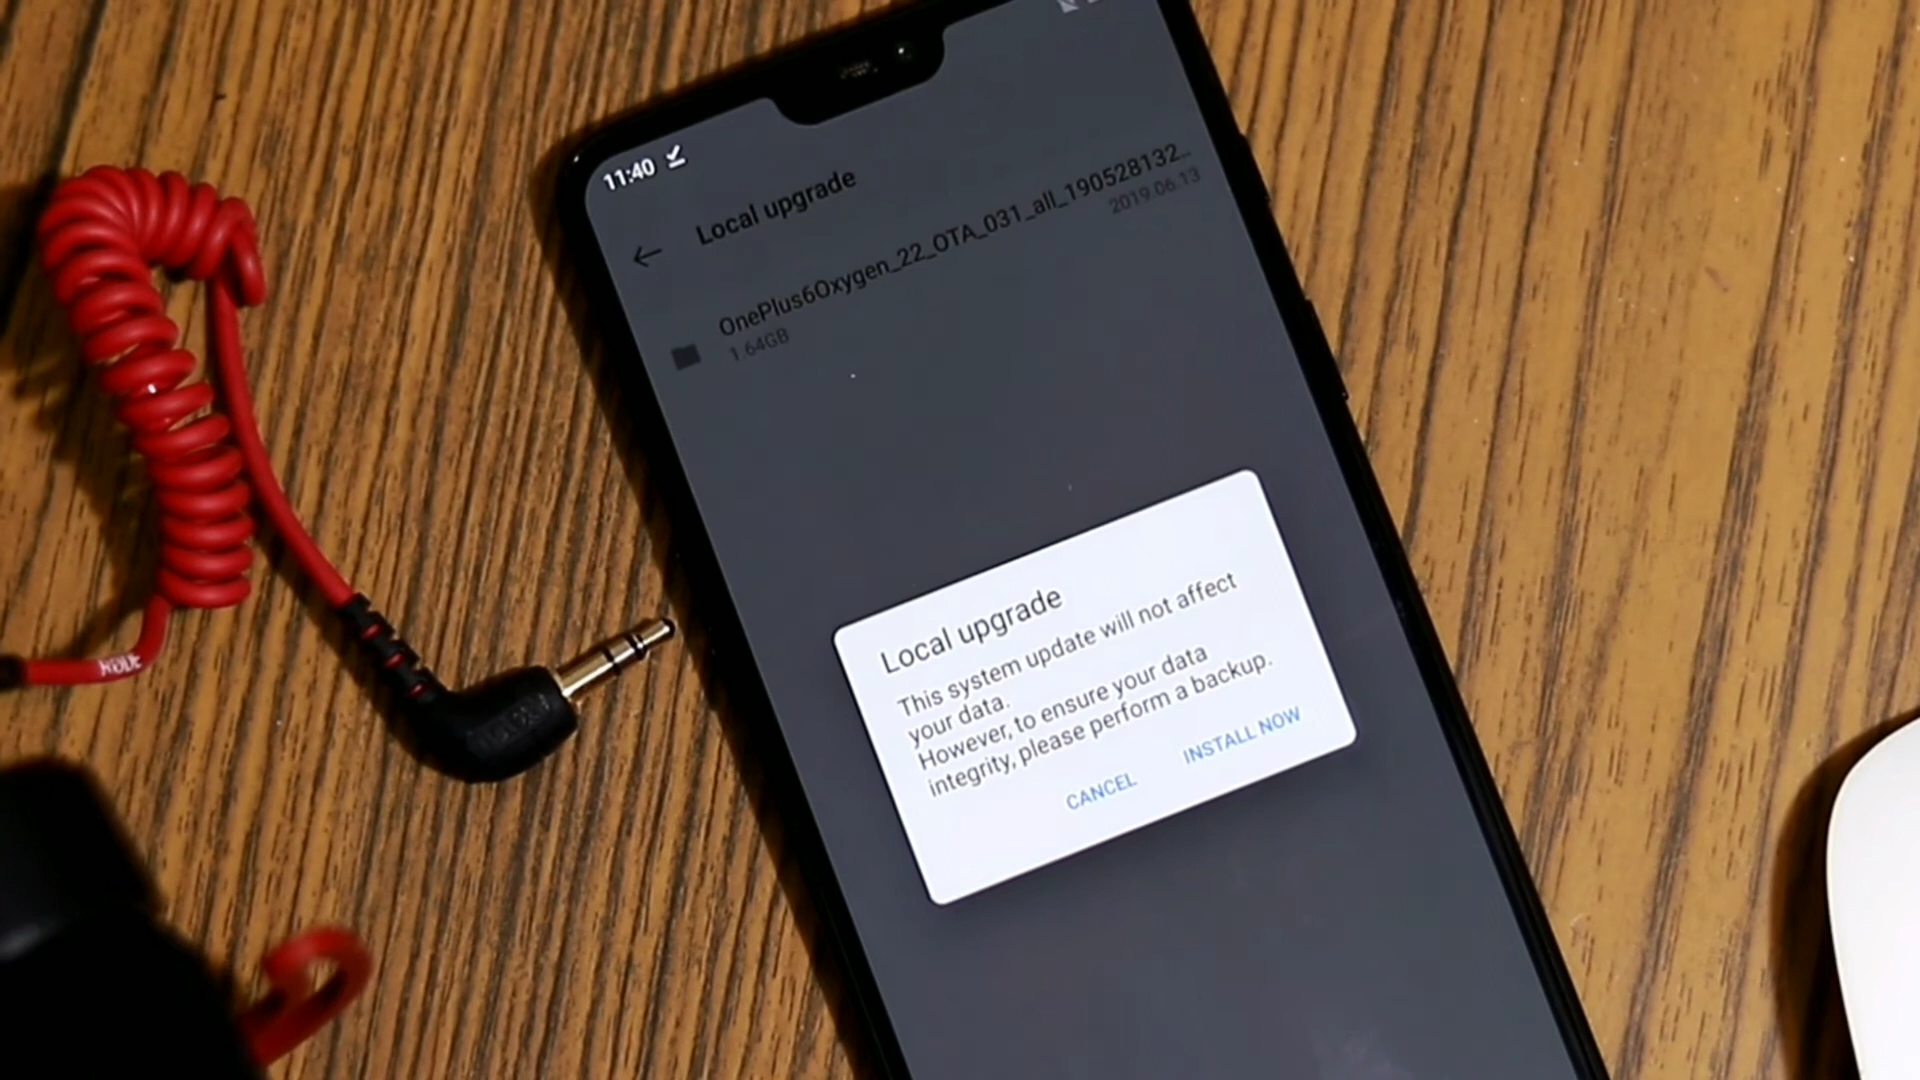 11:40
Local upgrade
OnePlus6Oxygen_22_OTA_031_all_190528132...
1.64GB
2019.06.13
Local upgrade
This system update will not affect
your data.
However, to ensure your data
integrity, please perform a backup.
CANCEL
INSTALL NOW
RØDE